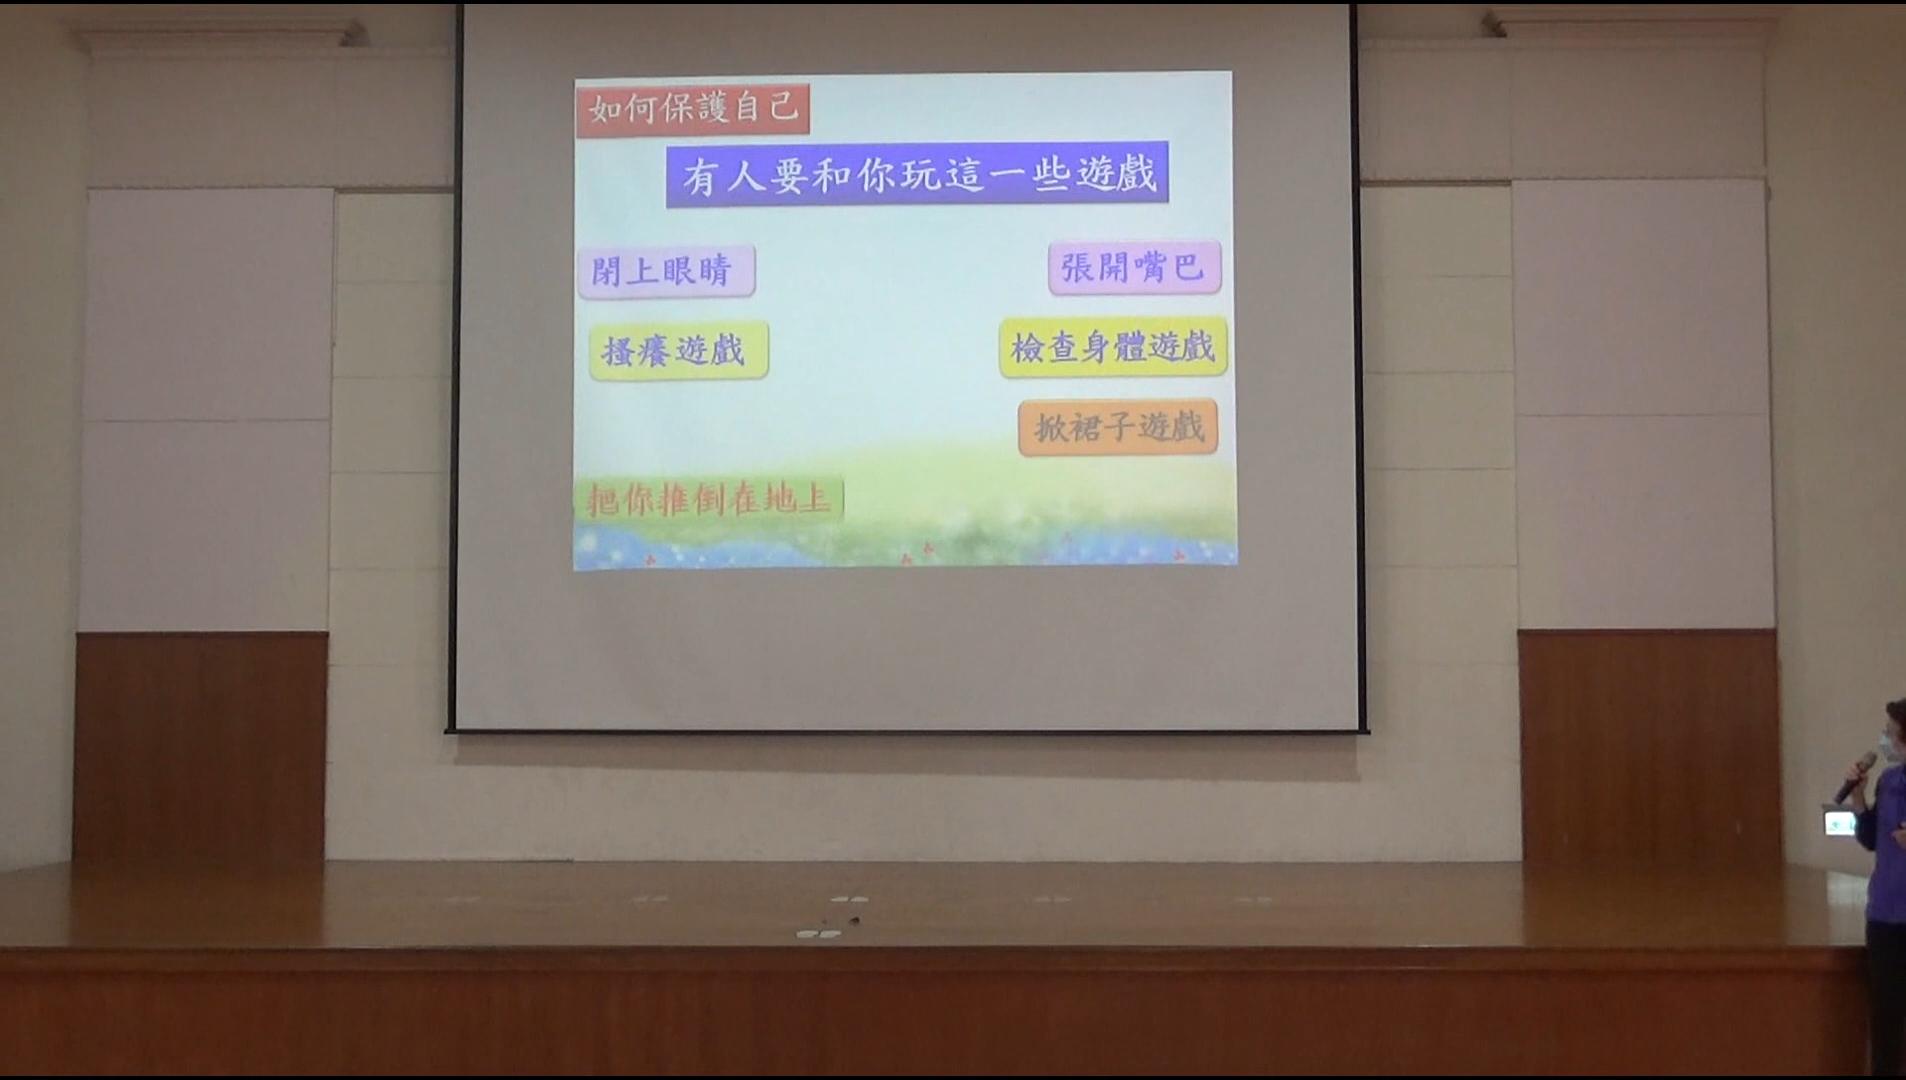 如何保護自己
有人要和你玩這一些遊戲
閉上眼睛
張開嘴巴
搔癢遊戲
檢查身體遊戲
掀裙子遊戲
把你推倒在地上